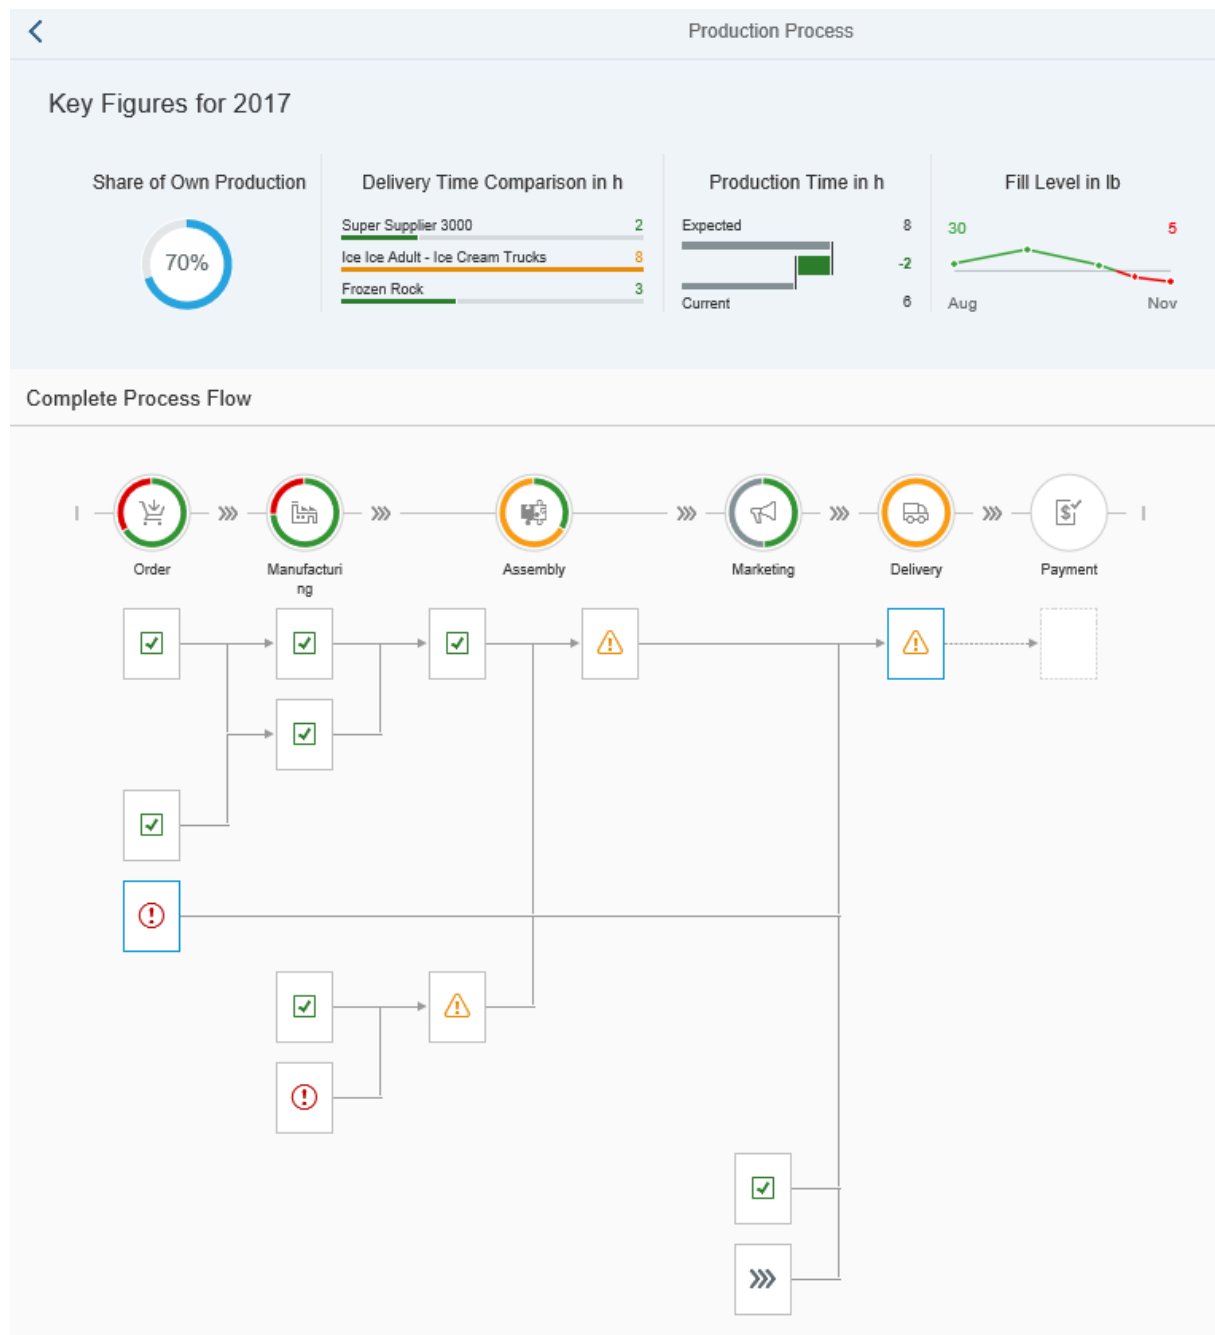 Production Process
Key Figures for 2017
Share of Own Production
70%
Delivery Time Comparison in h
Super Supplier 3000 2
Ice Ice Adult - Ice Cream Trucks 8
Frozen Rock 3
Production Time in h
Expected 8
-2
Current 6
Fill Level in lb
30 5
Aug Nov
Complete Process Flow
Order
Manufacturi
ng
Assembly
Marketing
Delivery
Payment